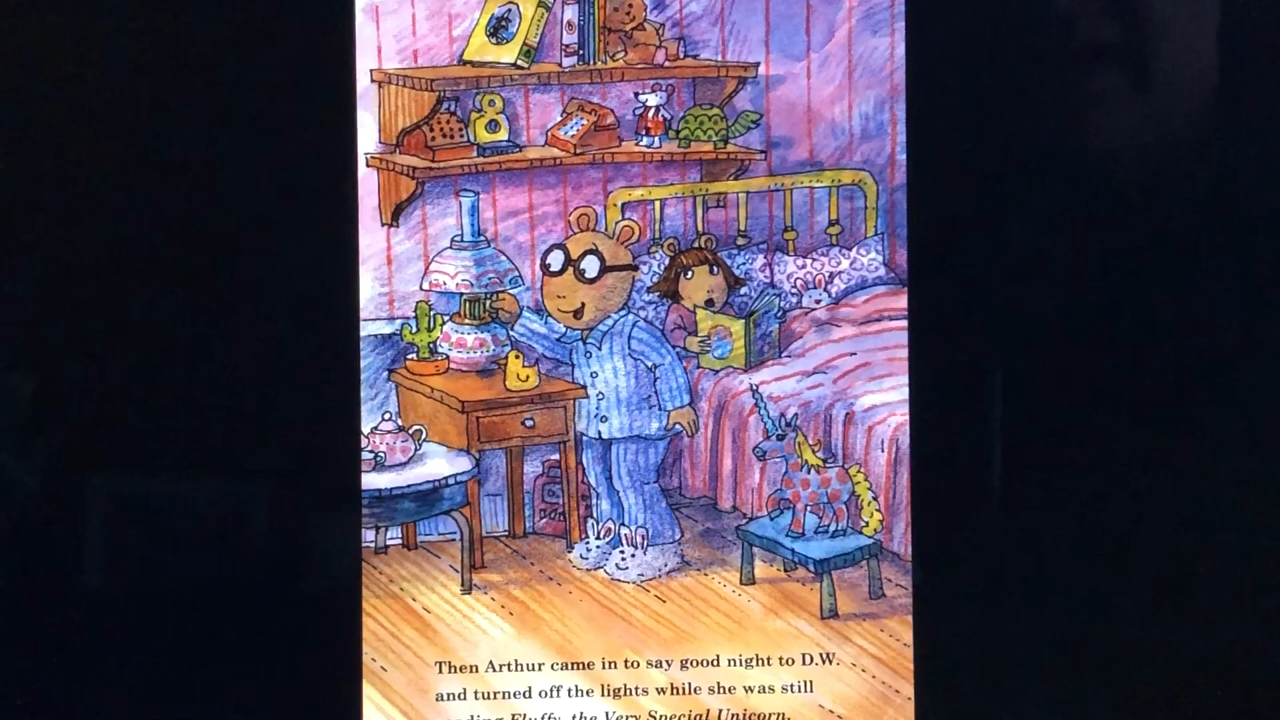 Then Arthur came in to say good night to D.W.
and turned off the lights while she was still
Fluffy, the Very Special Unicorn.